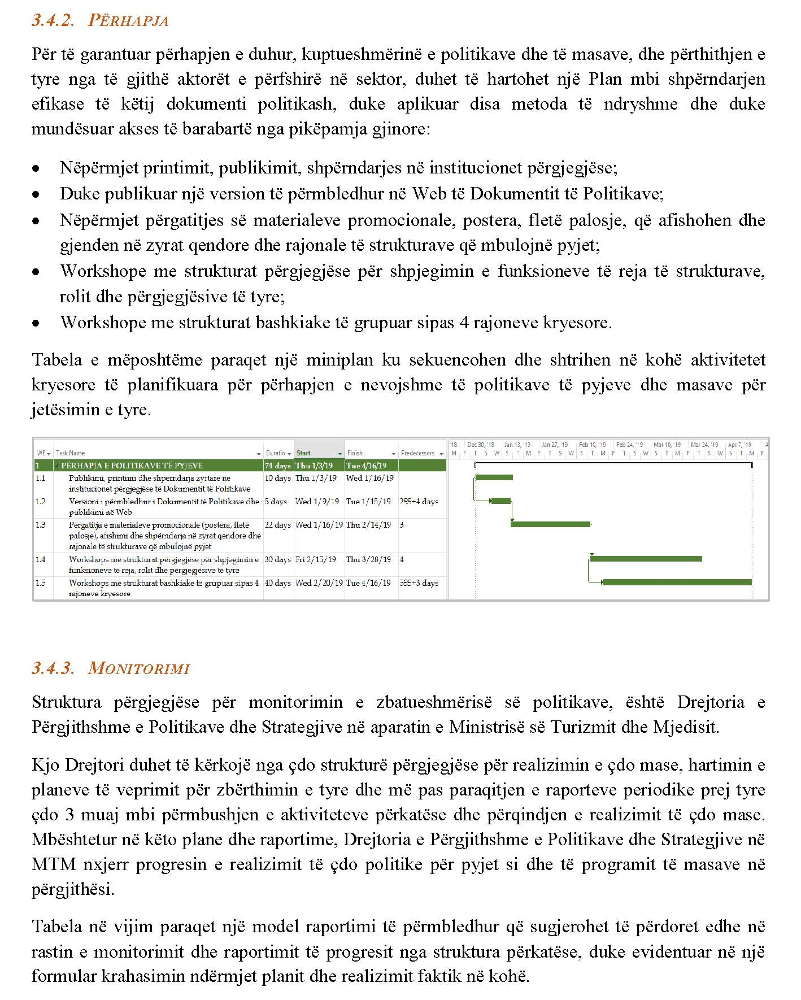 3.4.2. PËRHAPJA
Për të garantuar përhapjen e duhur, kuptueshmërinë e politikave dhe të masave, dhe përthithjen e
tyre nga të gjithë aktorët e përfshirë në sektor, duhet të hartohet një Plan mbi shpërndarjen
efikase të këtij dokumenti politikash, duke aplikuar disa metoda të ndryshme dhe duke
mundësuar akses të barabartë nga pikëpamja gjinore:
• Nëpërmjet printimit, publikimit, shpërndarjes në institucionet përgjegjëse;
• Duke publikuar një version të përmbledhur në Web të Dokumentit të Politikave;
• Nëpërmjet përgatitjes së materialeve promocionale, postera, fletë palosje, që afishohen dhe
gjenden në zyrat qendore dhe rajonale të strukturave që mbulojnë pyjet;
• Workshope me strukturat përgjegjëse për shpjegimin e funksioneve të reja të strukturave,
rolit dhe përgjegjësive të tyre;
• Workshope me strukturat bashkiake të grupuar sipas 4 rajoneve kryesore.
Tabela e mëposhtëme paraqet një miniplan ku sekuencohen dhe shtrihen në kohë aktivitetet
kryesore të planifikuara për përhapjen e nevojshme të politikave të pyjeve dhe masave për
jetësimin e tyre.
'18 Dec 30, '18 Jan 13, '19 Jan 27, '19 Feb 10, '19 Feb 24, '19 Mar 10, '19 Mar 24, '19 Apr 7, '19 A
WE Task Name Duratio Start Finish Predecessors M F T S W S T M F T S W S T M F T S W S T M F T S W S T M F
1 PËRHAPJA E POLITIKAVE TË PYJEVE 74 days Thu 1/3/19 Tue 4/16/19
1.1 Publikimi, printimi dhe shperndarja zyrtare ne 10 days Thu 1/3/19 Wed 1/16/19
institucionet përgjegjëse të Dokumentit të Politikave
1.2 Versioni i përmbledhur i Dokumentit të Politikave dhe 5 days Wed 1/9/19 Tue 1/15/19 2SS+4 days
publikimi në Web
1.3 Përgatitja e materialeve promocionale (postera, fletë 22 days Wed 1/16/19 Thu 2/14/19 3
palosje), afishimi dhe shpërndarja në zyrat qendore dhe
rajonale të strukturave që mbulojnë pyjet
1.4 Workshops me strukturat përgjegjëse për shpjegimin e 30 days Fri 2/15/19 Thu 3/28/19 4
funksioneve të reja, rolit dhe përgjegjësive të tyre
1.5 Workshops me strukturat bashkiake të grupuar sipas 4 40 days Wed 2/20/19 Tue 4/16/19 5SS+3 days
rajoneve kryesore
3.4.3. MONITORIMI
Struktura përgjegjëse për monitorimin e zbatueshmërisë së politikave, është Drejtoria e
Përgjithshme e Politikave dhe Strategjive në aparatin e Ministrisë së Turizmit dhe Mjedisit.
Kjo Drejtori duhet të kërkojë nga çdo strukturë përgjegjëse për realizimin e çdo mase, hartimin e
planeve të veprimit për zbërthimin e tyre dhe më pas paraqitjen e raporteve periodike prej tyre
çdo 3 muaj mbi përmbushjen e aktiviteteve përkatëse dhe përqindjen e realizimit të çdo mase.
Mbështetur në këto plane dhe raportime, Drejtoria e Përgjithshme e Politikave dhe Strategjive në
MTM nxjerr progresin e realizimit të çdo politike për pyjet si dhe të programit të masave në
përgjithësi.
Tabela në vijim paraqet një model raportimi të përmbledhur që sugjerohet të përdoret edhe në
rastin e monitorimit dhe raportimit të progresit nga struktura përkatëse, duke evidentuar në një
formular krahasimin ndërmjet planit dhe realizimit faktik në kohë.